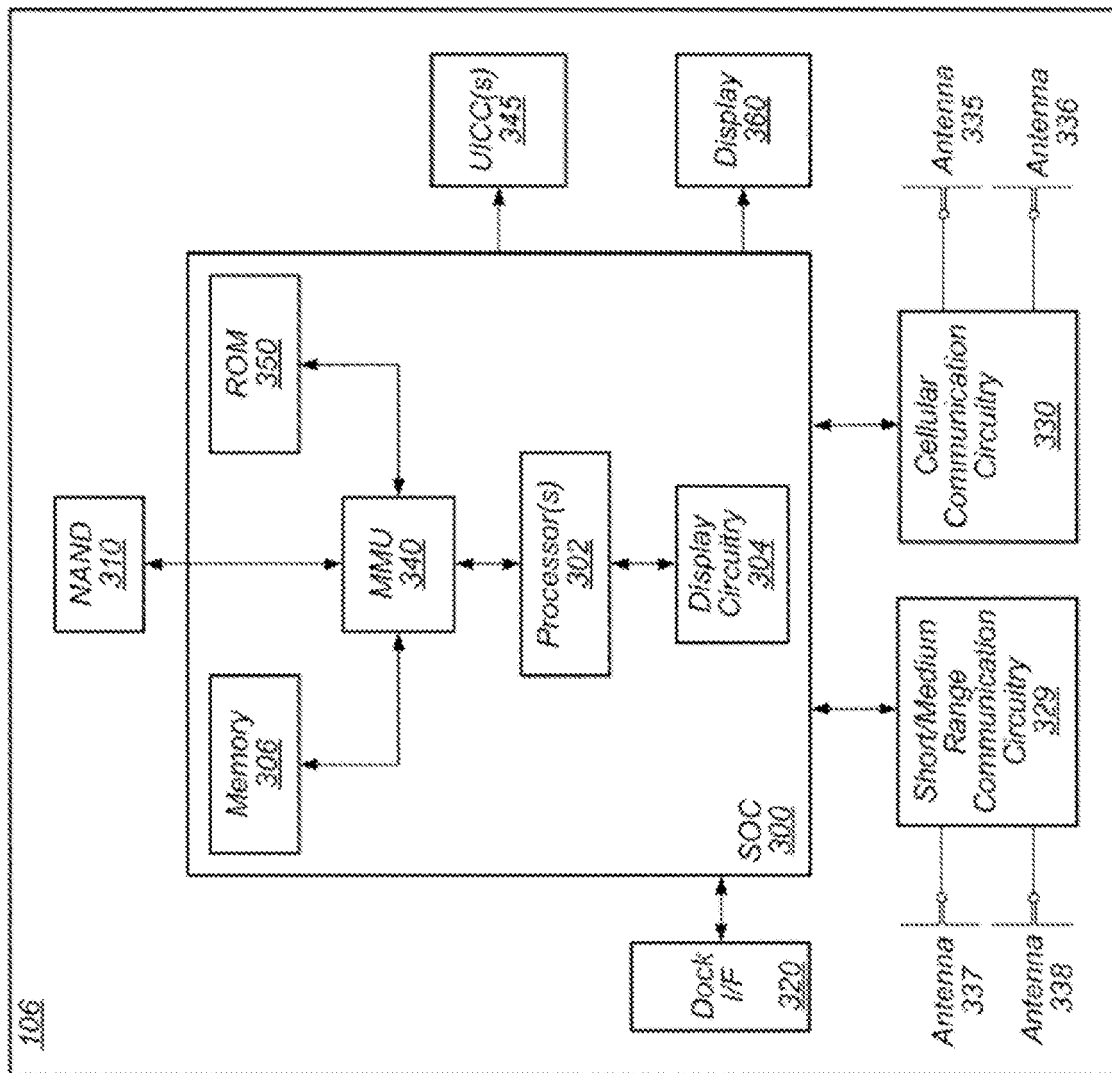 106
NAND
310
Memory
306
ROM
350
MMU
340
UICC(s)
345
Processor(s)
302
Display
Circuitry
304
Display
360
SOC
300
Dock
I/F
320
Short/Medium
Range
Communication
Circuitry
329
Cellular
Communication
Circuitry
330
Antenna
337
Antenna
338
Antenna
335
Antenna
336